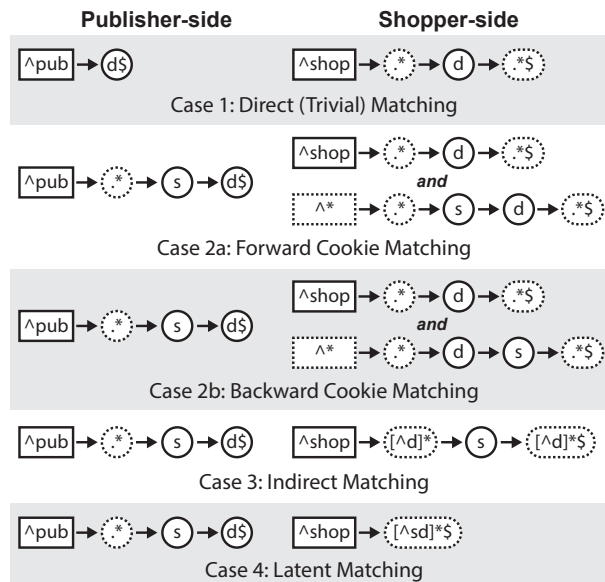 Publisher-side Shopper-side
^pub d$ ^shop .* d .*$
Case 1: Direct (Trivial) Matching
^shop .* d .*$
^pub .* s d$ and
^* .* s d .*$
Case 2a: Forward Cookie Matching
^shop .* d .*$
^pub .* s d$ and
^* .* d s .*$
Case 2b: Backward Cookie Matching
^pub .* s d$ ^shop [^d]* s [^d]*$
Case 3: Indirect Matching
^pub .* s d$ ^shop [^sd]*$
Case 4: Latent Matching